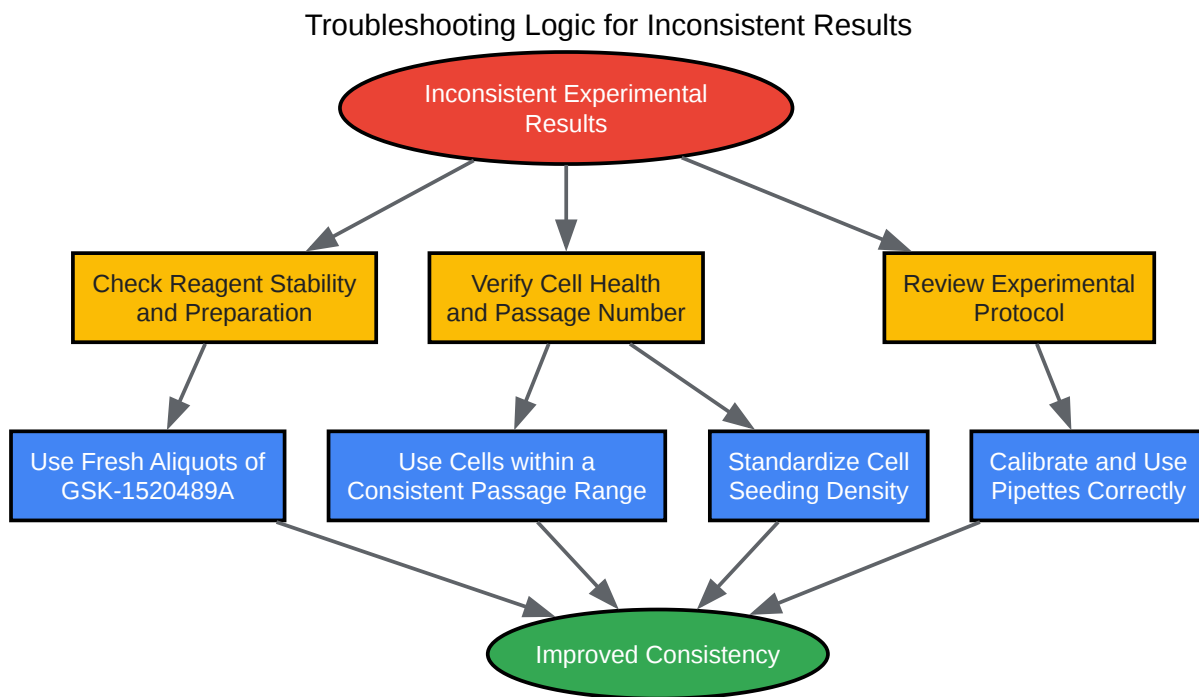 Troubleshooting Logic for Inconsistent Results
Inconsistent Experimental
Results
Check Reagent Stability
and Preparation
Verify Cell Health
and Passage Number
Review Experimental
Protocol
Use Fresh Aliquots of
GSK-1520489A
Use Cells within a
Consistent Passage Range
Standardize Cell
Seeding Density
Calibrate and Use
Pipettes Correctly
Improved Consistency